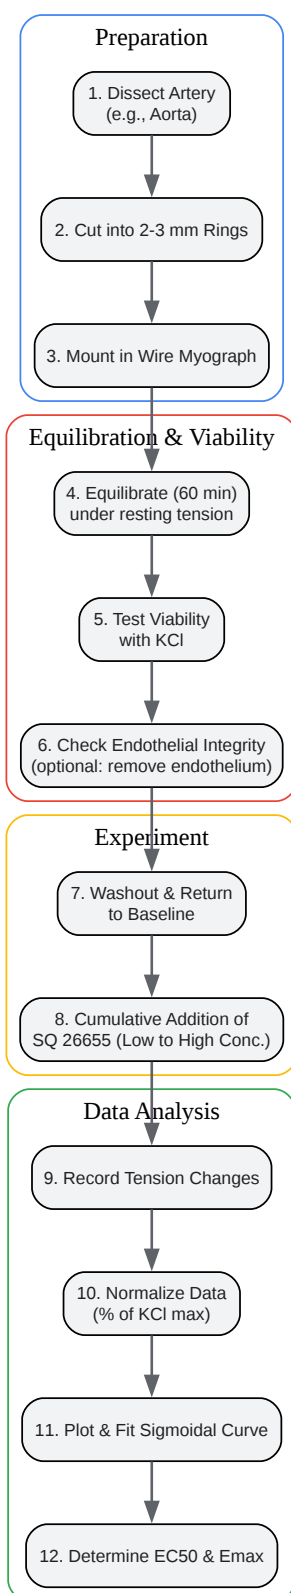 Preparation
1. Dissect Artery
(e.g., Aorta)
2. Cut into 2-3 mm Rings
3. Mount in Wire Myograph
Equilibration & Viability
4. Equilibrate (60 min)
under resting tension
5. Test Viability
with KCl
6. Check Endothelial Integrity
(optional: remove endothelium)
Experiment
7. Washout & Return
to Baseline
8. Cumulative Addition of
SQ 26655 (Low to High Conc.)
Data Analysis
9. Record Tension Changes
10. Normalize Data
(% of KCl max)
11. Plot & Fit Sigmoidal Curve
12. Determine EC50 & Emax